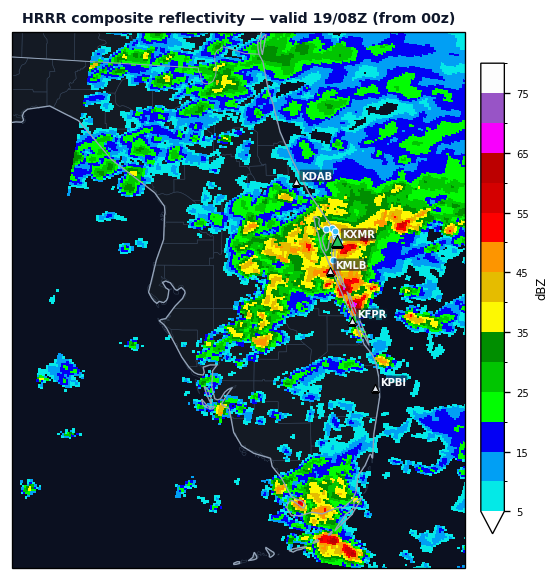 HRRR composite reflectivity — valid 19/08Z (from 00z)
KDAB
KXMR
KMLB
KFPR
KPBI
75
65
55
45
35
25
15
5
dBZ